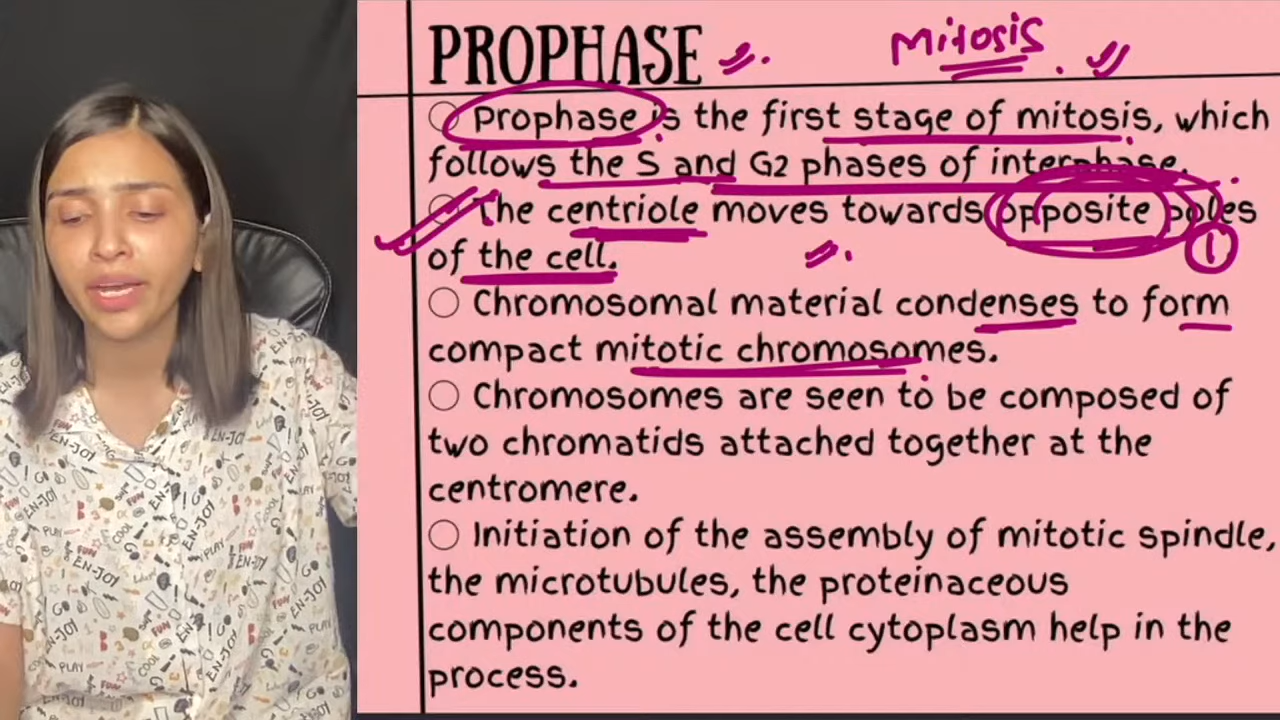 PROPHASE
Mitosis
Prophase is the first stage of mitosis, which
follows the S and G2 phases of interphase.
The centriole moves towards opposite poles
of the cell.
1
Chromosomal material condenses to form
compact mitotic chromosomes.
Chromosomes are seen to be composed of
two chromatids attached together at the
centromere.
Initiation of the assembly of mitotic spindle,
the microtubules, the proteinaceous
components of the cell cytoplasm help in the
process.